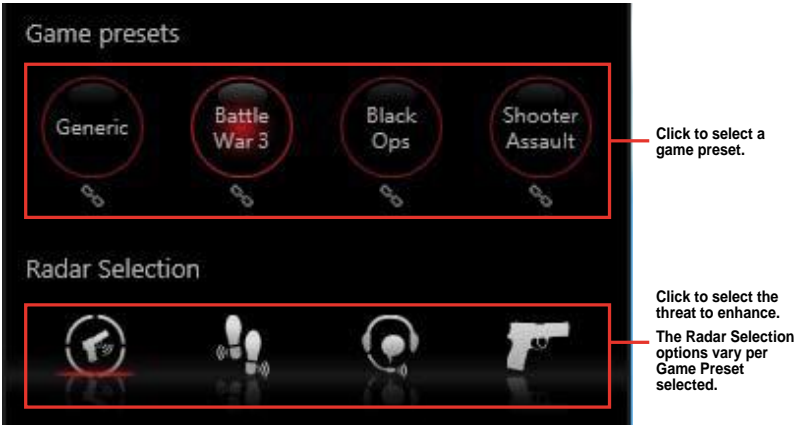 Game presets
Generic
Battle
War 3
Black
Ops
Shooter
Assault
Click to select a
game preset.
Radar Selection
Click to select the
threat to enhance.
The Radar Selection
options vary per
Game Preset
selected.